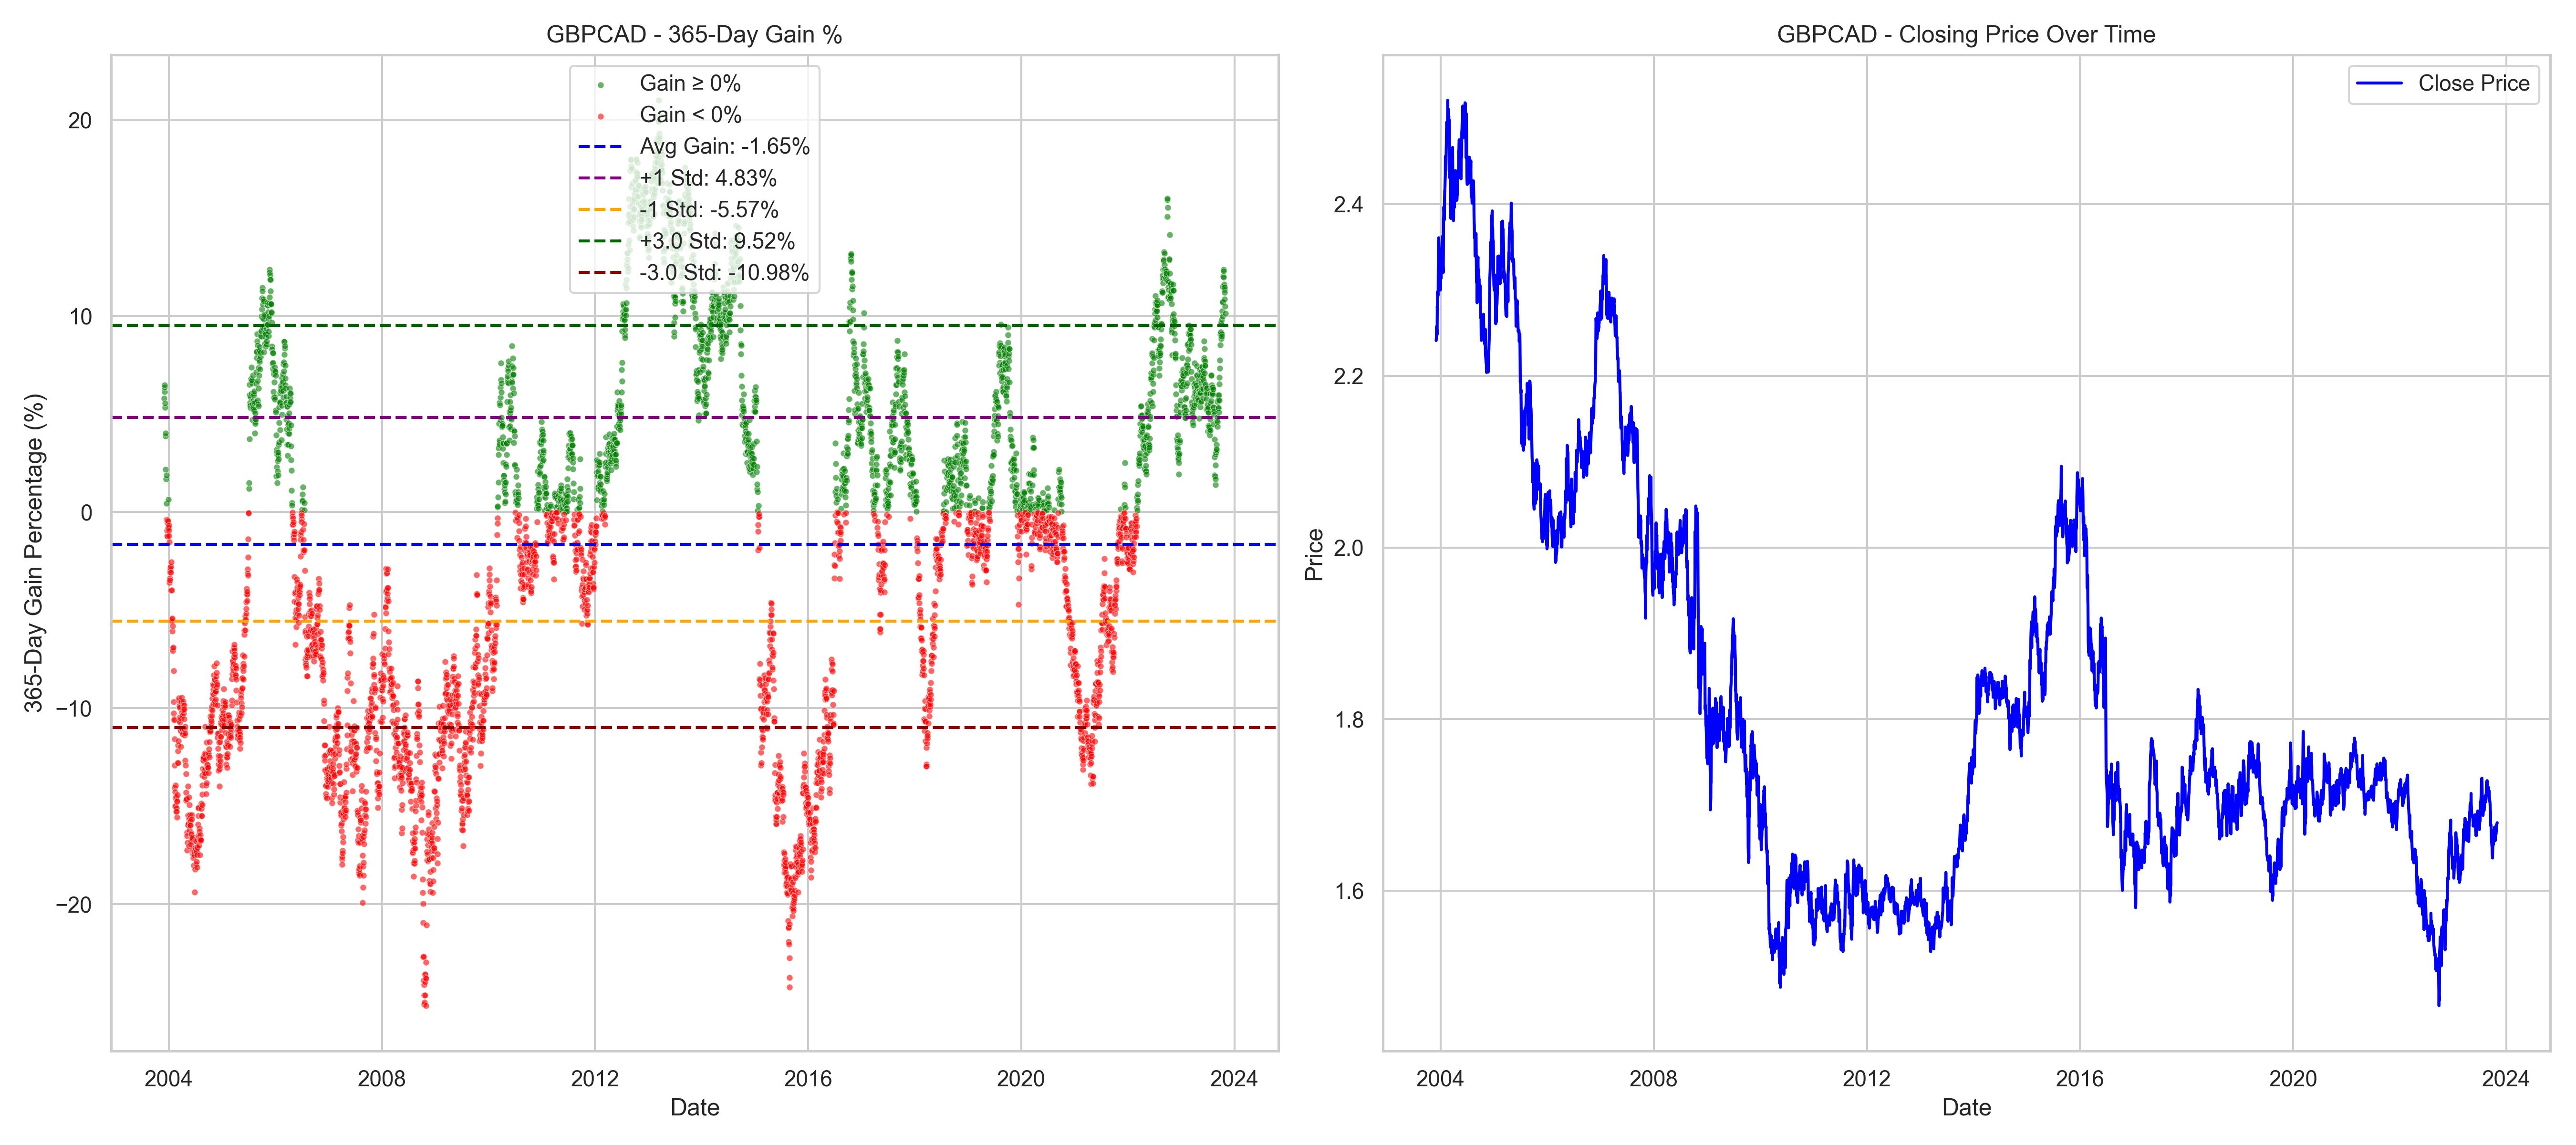 GBPCAD - 365-Day Gain %
Gain ≥ 0%
Gain < 0%
Avg Gain: -1.65%
+1 Std: 4.83%
-1 Std: -5.57%
+3.0 Std: 9.52%
-3.0 Std: -10.98%
365-Day Gain Percentage (%)
20
10
0
−10
−20
2004
2008
2012
2016
2020
2024
Date
GBPCAD - Closing Price Over Time
Close Price
Price
2.4
2.2
2.0
1.8
1.6
2004
2008
2012
2016
2020
2024
Date